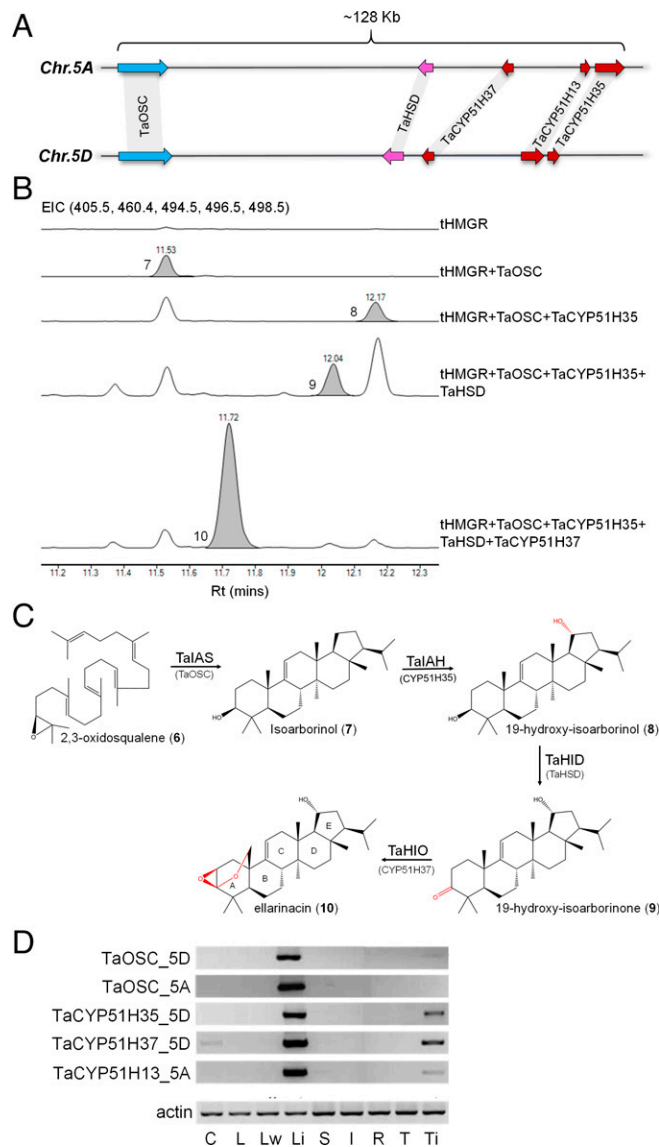 A
~128 Kb
Chr.5A
TaOSC
TaHSD
TaCYP51H37
TaCYP51H13
TaCYP51H35
Chr.5D
B
EIC (405.5, 460.4, 494.5, 496.5, 498.5)
tHMGR
7
11.53
tHMGR+TaOSC
8
12.17
tHMGR+TaOSC+TaCYP51H35
9
12.04
tHMGR+TaOSC+TaCYP51H35+
TaHSD
11.72
10
tHMGR+TaOSC+TaCYP51H35+
TaHSD+TaCYP51H37
11.2 11.3 11.4 11.5 11.6 11.7 11.8 11.9 12 12.1 12.2 12.3
Rt (mins)
C
O
2,3-oxidosqualene (6)
TaIAS
(TaOSC)
HO
Isoarborinol (7)
TaIAH
(CYP51H35)
HO
HO
19-hydroxy-isoarborinol (8)
TaHID
(TaHSD)
HO
O
19-hydroxy-isoarborinone (9)
TaHIO
(CYP51H37)
HO
O
O
A
B
C
D
E
ellarinacin (10)
D
TaOSC_5D
TaOSC_5A
TaCYP51H35_5D
TaCYP51H37_5D
TaCYP51H13_5A
actin
C L Lw Li S I R T Ti